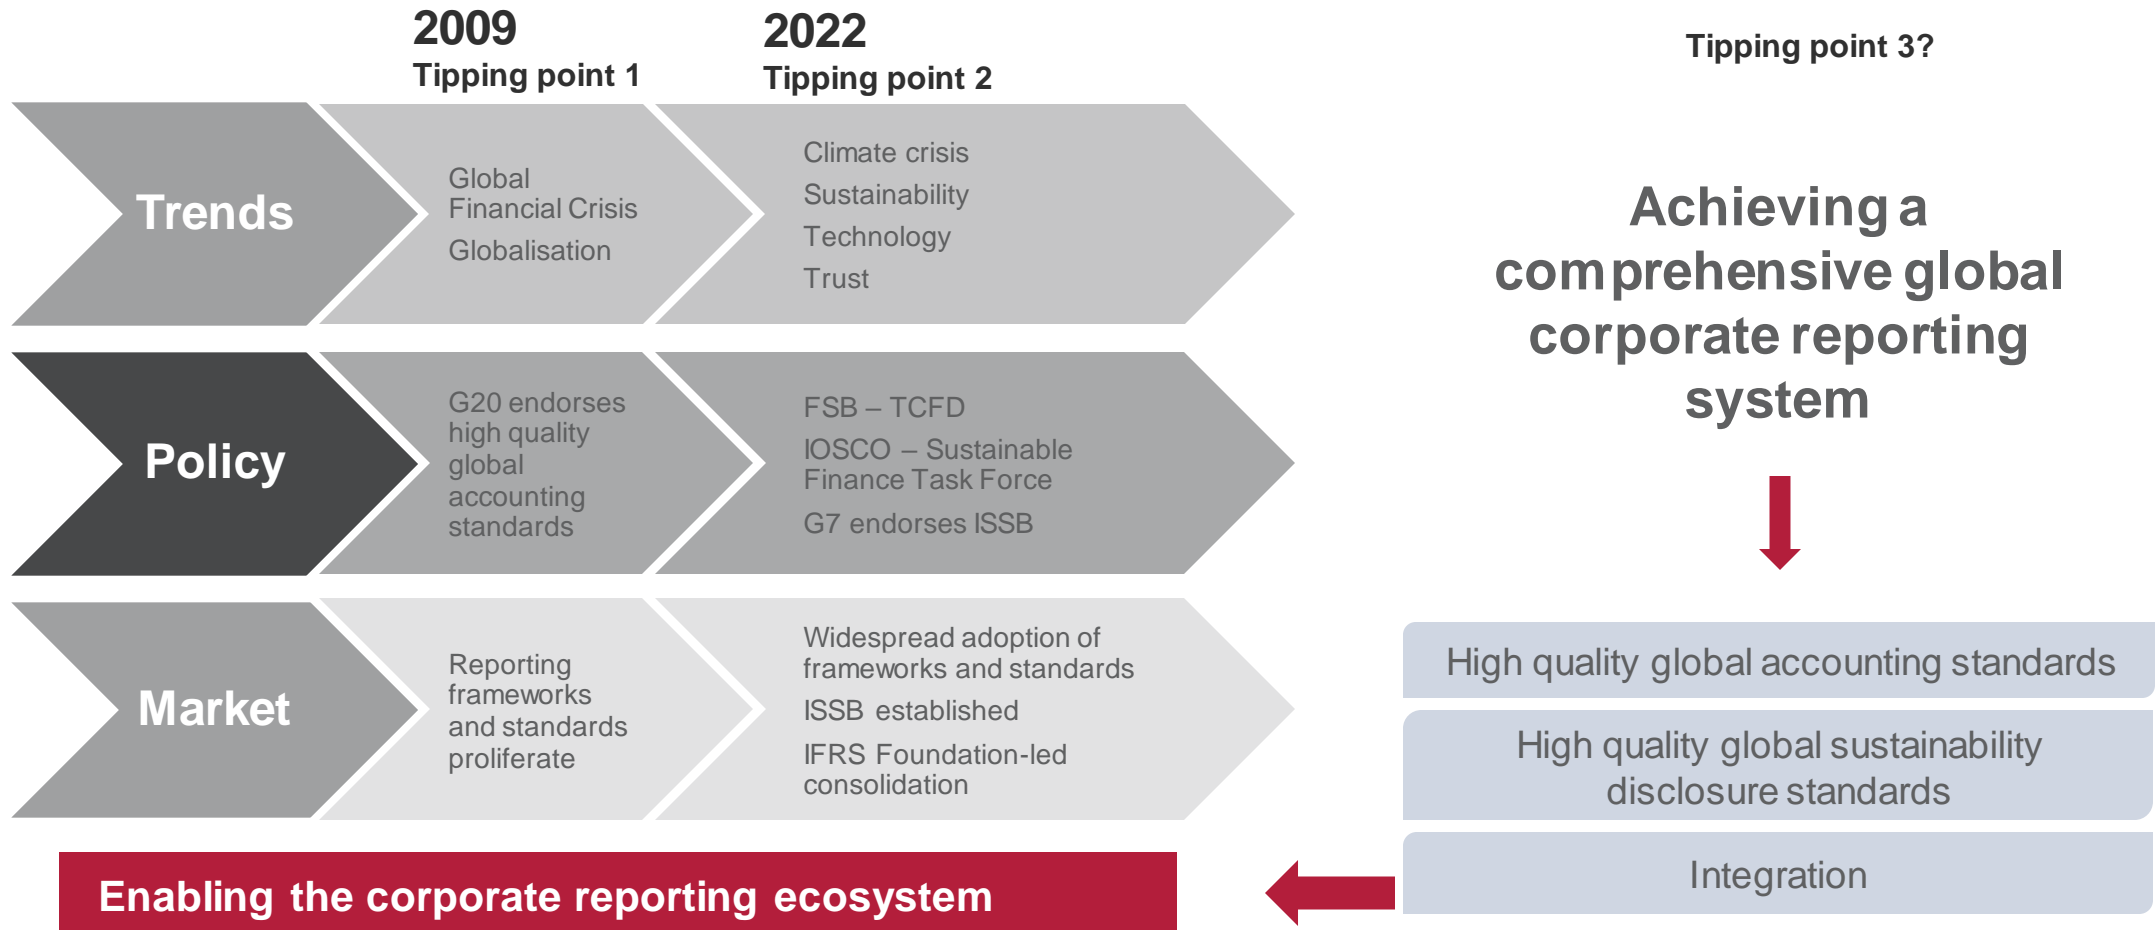 2009
Tipping point 1
2022
Tipping point 2
Tipping point 3?
Trends
Global
Financial Crisis
Globalisation
Climate crisis
Sustainability
Technology
Trust
Policy
G20 endorses
high quality
global
accounting
standards
FSB – TCFD
IOSCO – Sustainable
Finance Task Force
G7 endorses ISSB
Market
Reporting
frameworks
and standards
proliferate
Widespread adoption of
frameworks and standards
ISSB established
IFRS Foundation-led
consolidation
Achieving a
comprehensive global
corporate reporting
system
High quality global accounting standards
High quality global sustainability
disclosure standards
Integration
Enabling the corporate reporting ecosystem